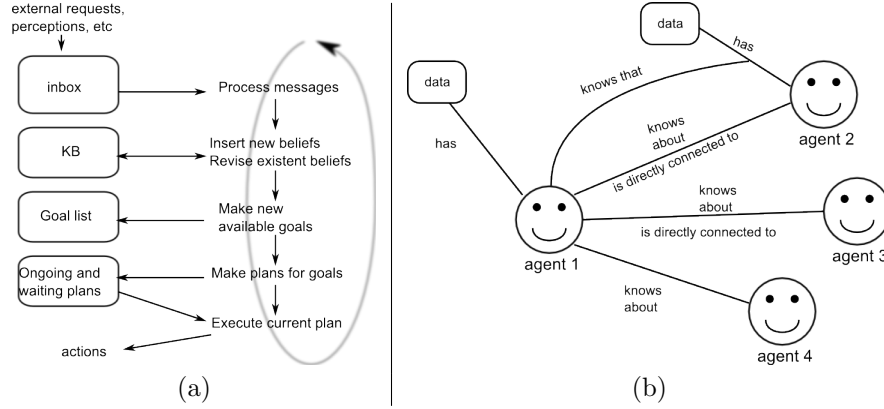 external requests,
perceptions, etc
inbox
Process messages
KB
Insert new beliefs
Revise existent beliefs
Goal list
Make new
available goals
Ongoing and
waiting plans
Make plans for goals
Execute current plan
actions
(a)
data
has
data
has
knows that
agent 2
knows
about
is directly connected to
knows
about
is directly connected to
agent 3
agent 1
knows
about
agent 4
(b)